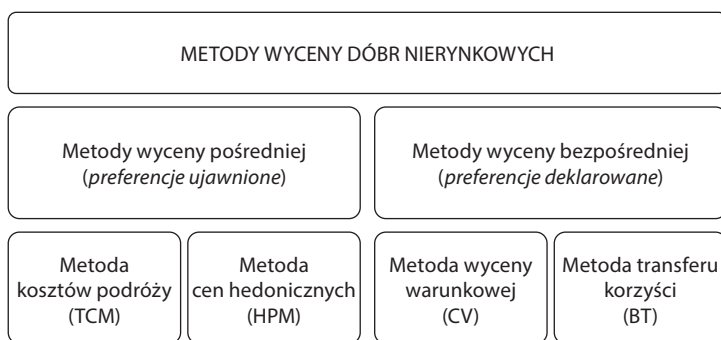 METODY WYCENY DÓBR NIERYNKOWYCH
Metody wyceny pośredniej
(preferencje ujawnione)
Metody wyceny bezpośredniej
(preferencje deklarowane)
Metoda
kosztów podróży
(TCM)
Metoda
cen hedonicznych
(HPM)
Metoda wyceny
warunkowej
(CV)
Metoda transferu
korzyści
(BT)